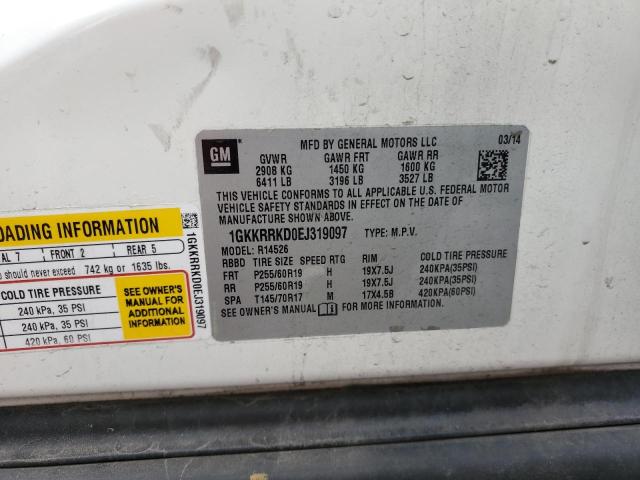 GM
MFD BY GENERAL MOTORS LLC
03/14
GVWR GAWR FRT GAWR RR
2908 KG 1450 KG 1600 KG
6411 LB 3196 LB 3527 LB
THIS VEHICLE CONFORMS TO ALL APPLICABLE U.S. FEDERAL MOTOR
VEHICLE SAFETY STANDARDS IN EFFECT ON THE DATE OF
MANUFACTURE SHOWN ABOVE.
1GKKRRKD0EJ319097 TYPE: M.P.V.
MODEL: R14526
RBBD TIRE SIZE SPEED RTG RIM COLD TIRE PRESSURE
FRT P255/60R19 H 19X7.5J 240KPA(35PSI)
RR P255/60R19 H 19X7.5J 240KPA(35PSI)
SPA T145/70R17 M 17X4.5B 420KPA(60PSI)
SEE OWNER'S MANUAL FOR MORE INFORMATION.
OADING INFORMATION
AL 7 FRONT 2 REAR 5
o should never exceed 742 kg or 1635 lbs.
COLD TIRE PRESSURE
240 kPa, 35 PSI
240 kPa, 35 PSI
420 kPa, 60 PSI
SEE OWNER'S
MANUAL FOR
ADDITIONAL
INFORMATION
1GKKRRKD0EJ319097